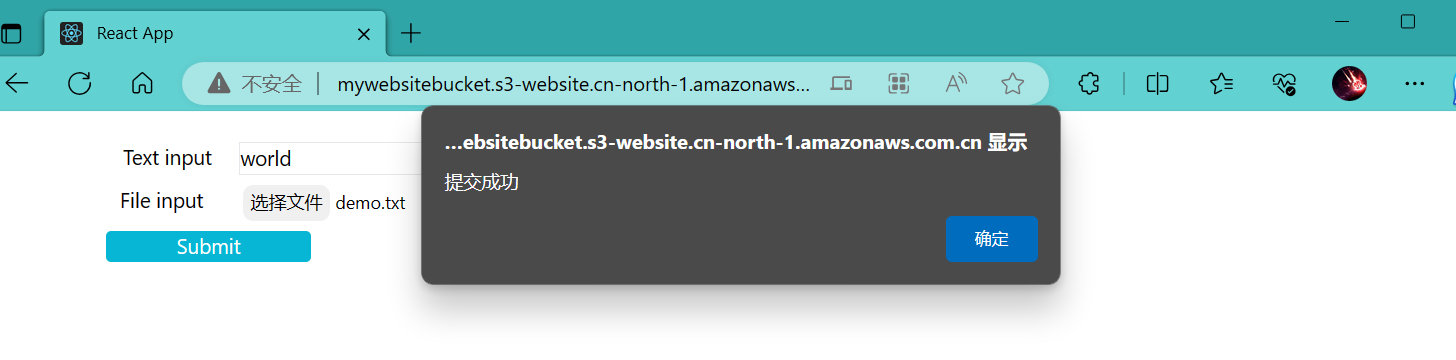 React App
不安全 mywebsitebucket.s3-website.cn-north-1.amazonaws...
...ebsitebucket.s3-website.cn-north-1.amazonaws.com.cn 显示
提交成功
确定
Text input world
File input 选择文件 demo.txt
Submit